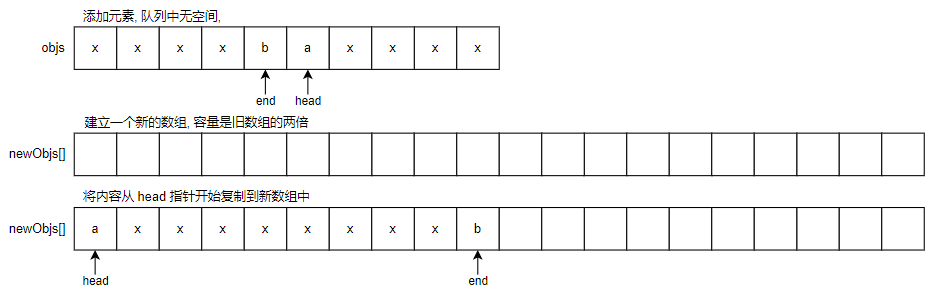 添加元素, 队列中无空间,
objs x x x x b a x x x x
end head
建立一个新的数组, 容量是旧数组的两倍
newObjs[]
将内容从 head 指针开始复制到新数组中
newObjs[] a x x x x x x x x b
head end